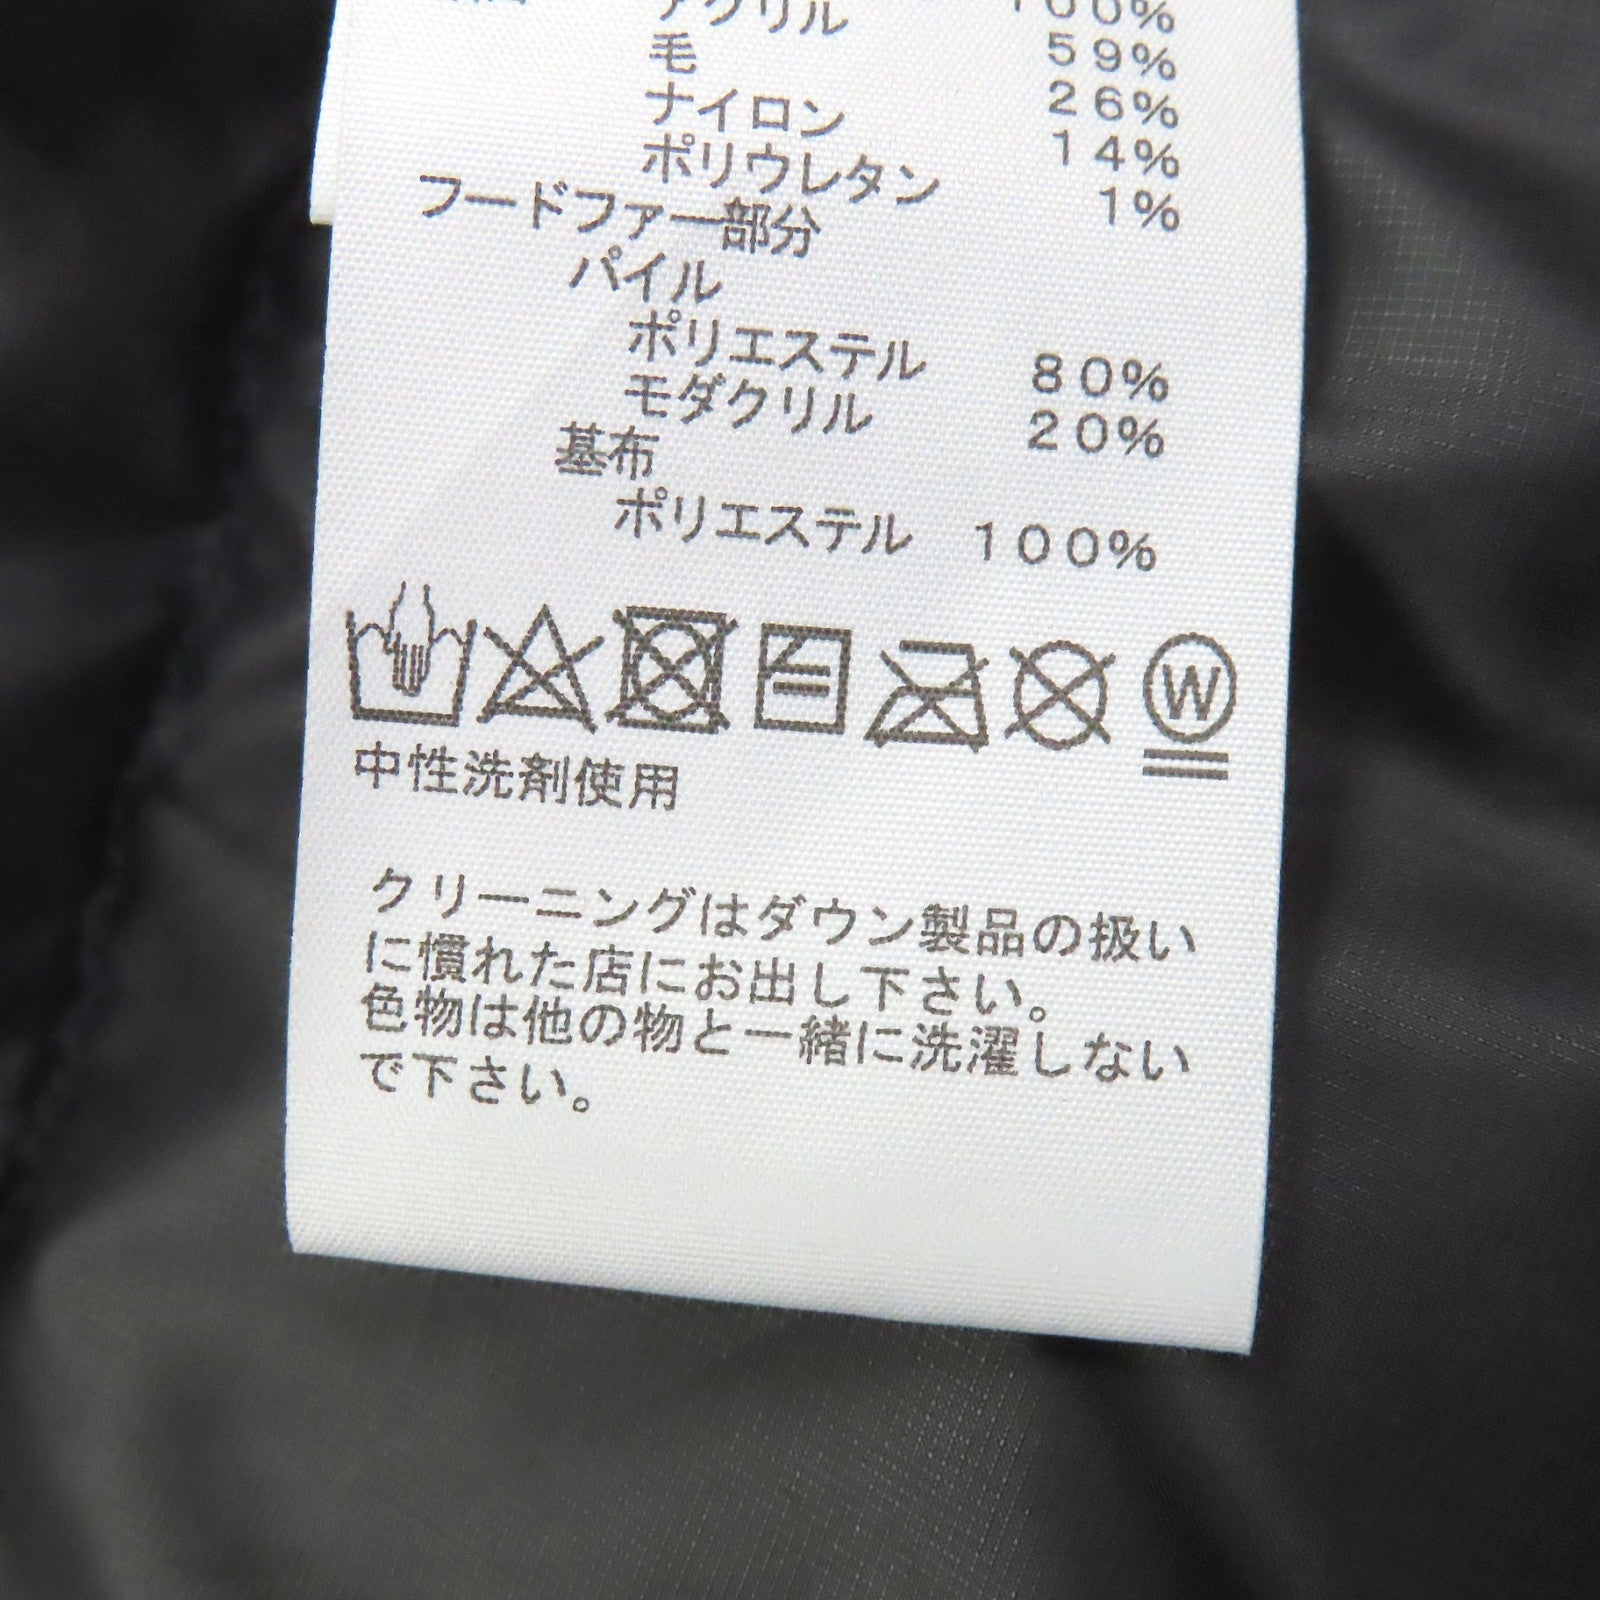 アクリル 100%
毛 59%
ナイロン 26%
ポリウレタン 14%
1%
フードファー部分
パイル
ポリエステル 80%
モダクリル 20%
基布
ポリエステル 100%
W
中性洗剤使用
クリーニングはダウン製品の扱い
に慣れた店にお出し下さい。
色物は他の物と一緒に洗濯しない
で下さい。